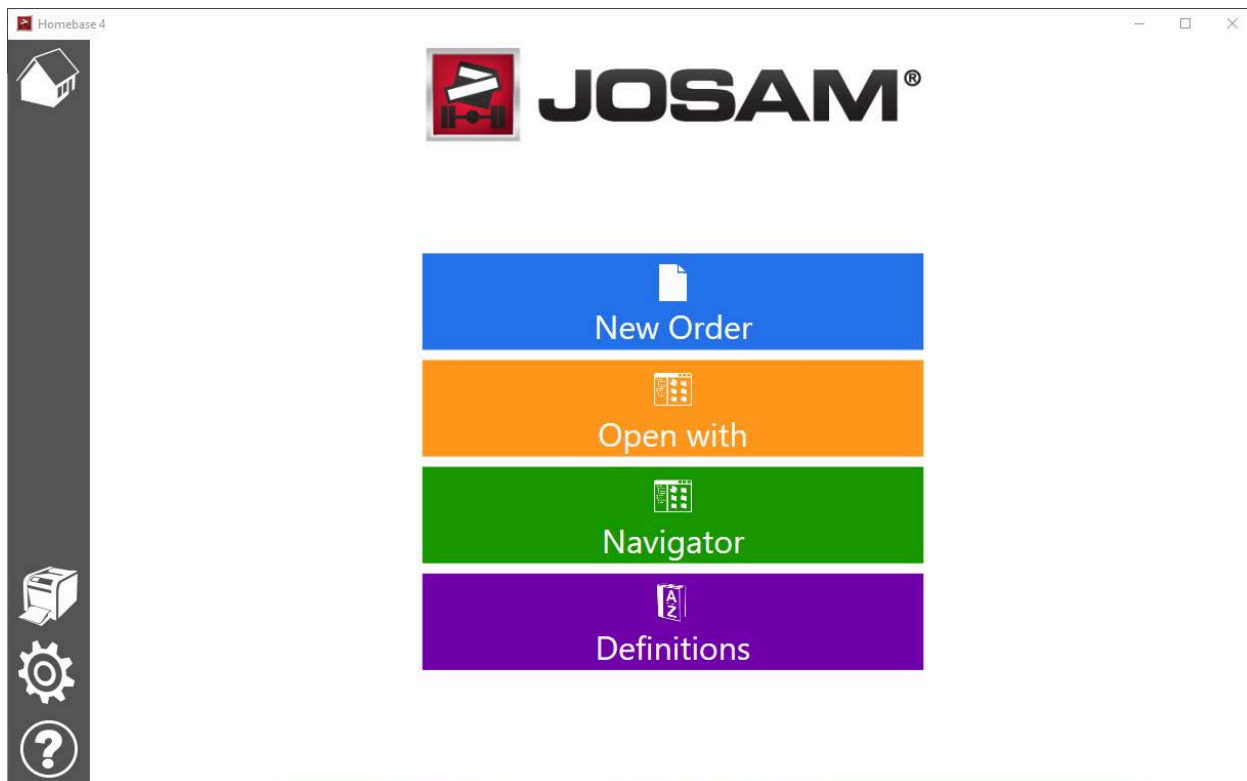 Homebase 4
JOSAM®
New Order
Open with
Navigator
A
Z
Definitions
?